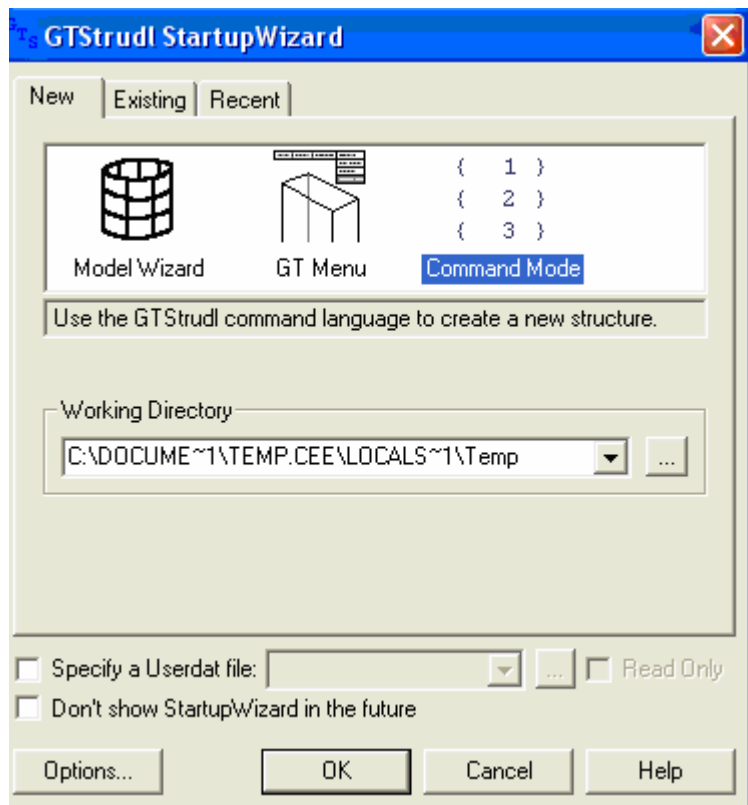 GTS GTStrudl StartupWizard
New Existing Recent
{ 1 }
{ 2 }
{ 3 }
Model Wizard GT Menu Command Mode
Use the GTStrudl command language to create a new structure.
Working Directory
C:\DOCUME~1\TEMP.CEE\LOCALS~1\Temp ...
Specify a Userdat file: ... Read Only
Don't show StartupWizard in the future
Options... OK Cancel Help